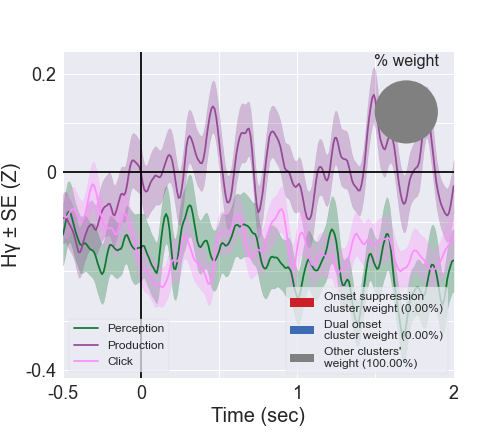 % weight
0.2
0
-0.4
Hγ ± SE (Z)
Perception
Production
Click
Onset suppression
cluster weight (0.00%)
Dual onset
cluster weight (0.00%)
Other clusters'
weight (100.00%)
-0.5
0
1
2
Time (sec)